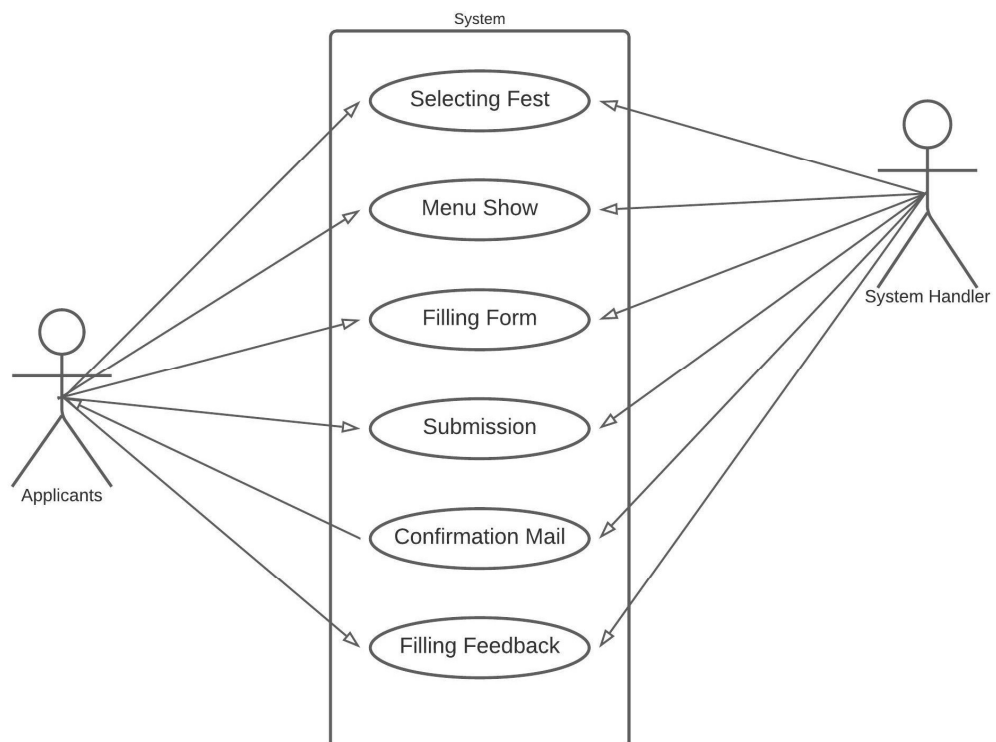 System
Selecting Fest
Menu Show
System Handler
Filling Form
Submission
Applicants
Confirmation Mail
Filling Feedback